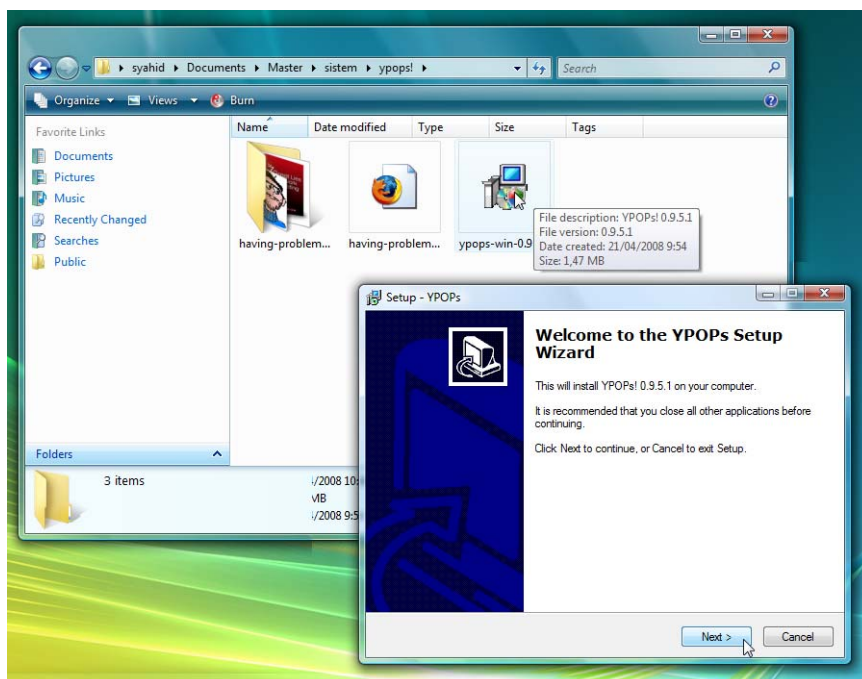 syahid ▸ Documents ▸ Master ▸ sistem ▸ ypops! ▸
Search
Organize Views Burn
Favorite Links
Documents
Pictures
Music
Recently Changed
Searches
Public
Folders
Name Date modified Type Size Tags
having-problem... having-problem... ypops-win-0.9
File description: YPOPs! 0.9.5.1
File version: 0.9.5.1
Date created: 21/04/2008 9:54
Size: 1,47 MB
3 items
/2008 10:
MB
/2008 9:5
Setup - YPOPs
Welcome to the YPOPs Setup
Wizard
This will install YPOPs! 0.9.5.1 on your computer.
It is recommended that you close all other applications before
continuing.
Click Next to continue, or Cancel to exit Setup.
Next > Cancel